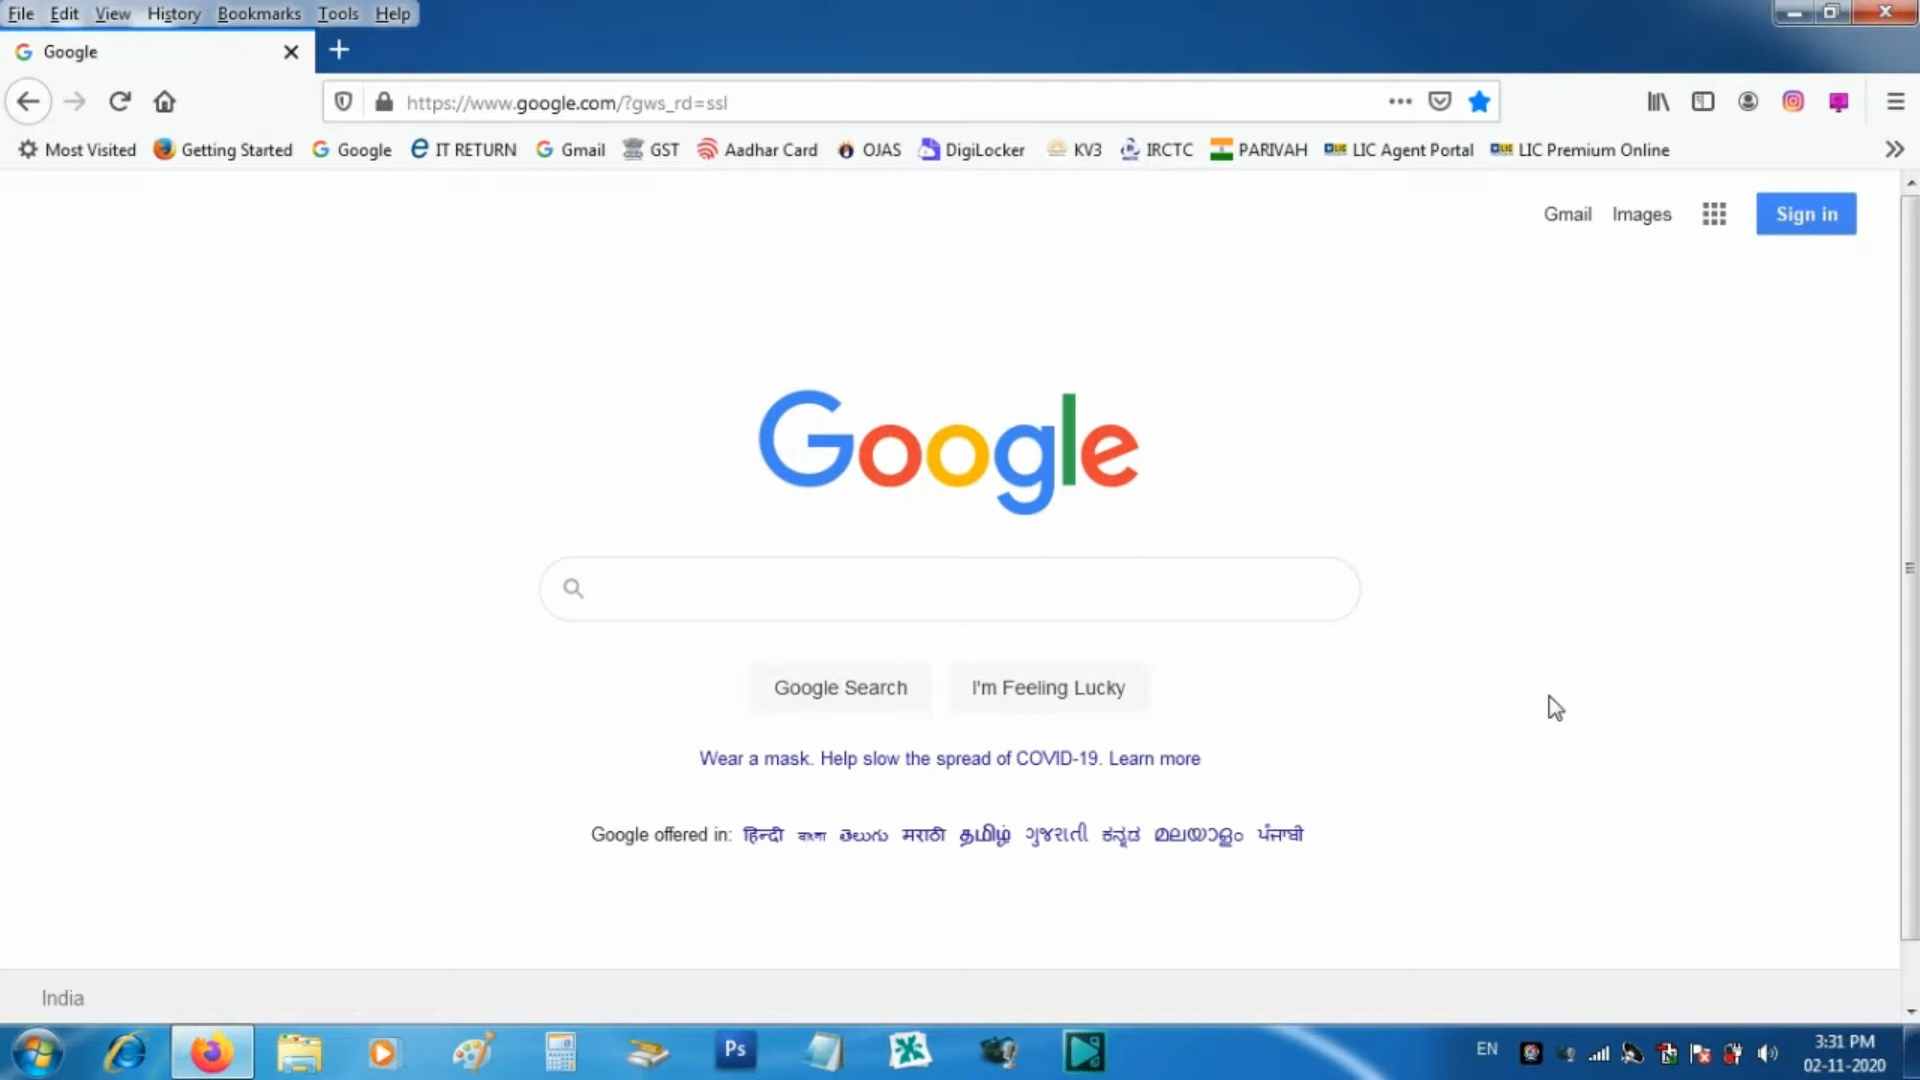 File Edit View History Bookmarks Tools Help
Google
https://www.google.com/?gws_rd=ssl
Most Visited Getting Started Google IT RETURN Gmail GST Aadhar Card OJAS DigiLocker KV3 IRCTC PARIVAH LIC Agent Portal LIC Premium Online
Gmail Images Sign in
Google
Google Search I'm Feeling Lucky
Wear a mask. Help slow the spread of COVID-19. Learn more
Google offered in: हिन्दी বাংলা తెలుగు मराठी தமிழ் ગુજરાતી ಕನ್ನಡ മലയാളം ਪੰਜਾਬੀ
India
Ps EN 3:31 PM
02-11-2020